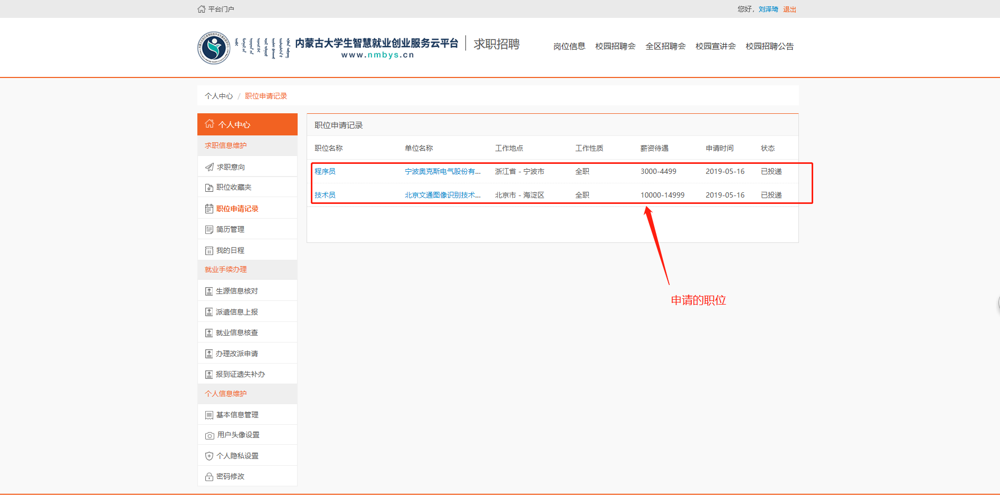 平台门户
您好，刘泽琦 退出
内蒙古大学生智慧就业创业服务云平台 求职招聘
www.nmbys.cn
岗位信息 校园招聘会 全区招聘会 校园宣讲会 校园招聘公告
个人中心 / 职位申请记录
个人中心
求职信息维护
求职意向
职位收藏夹
职位申请记录
简历管理
我的日程
就业手续办理
生源信息核对
派遣信息上报
就业信息核查
办理改派申请
报到证遗失补办
个人信息维护
基本信息管理
用户头像设置
个人隐私设置
密码修改
职位申请记录
职位名称 单位名称 工作地点 工作性质 薪资待遇 申请时间 状态
程序员 宁波奥克斯电气股份有... 浙江省 - 宁波市 全职 3000-4499 2019-05-16 已投递
技术员 北京文通图像识别技术... 北京市 - 海淀区 全职 10000-14999 2019-05-16 已投递
申请的职位